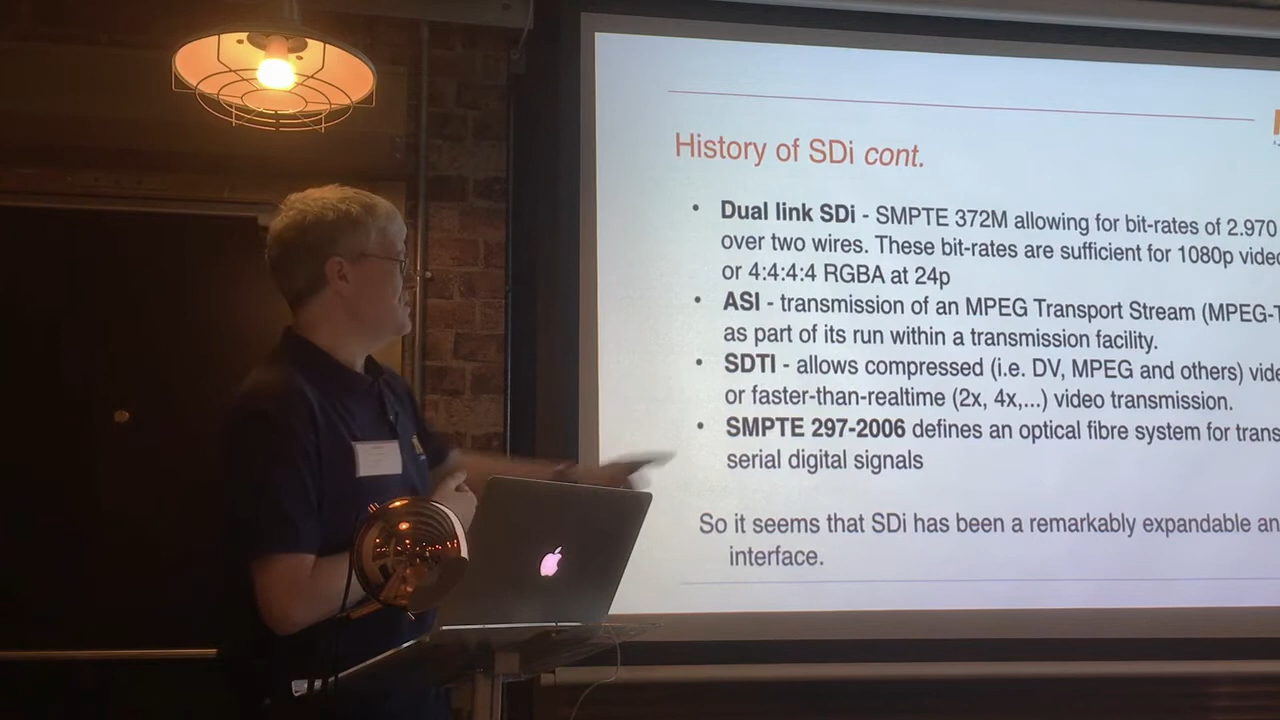 History of SDi cont.
• Dual link SDi - SMPTE 372M allowing for bit-rates of 2.970
over two wires. These bit-rates are sufficient for 1080p
or 4:4:4:4 RGBA at 24p
• ASI - transmission of an MPEG Transport Stream (MPEG-T
as part of its run within a transmission facility.
• SDTI - allows compressed (i.e. DV, MPEG and others)
or faster-than-realtime (2x, 4x,...) video transmission.
• SMPTE 297-2006 defines an optical fibre system for
serial digital signals
So it seems that SDi has been a remarkably expandable
interface.